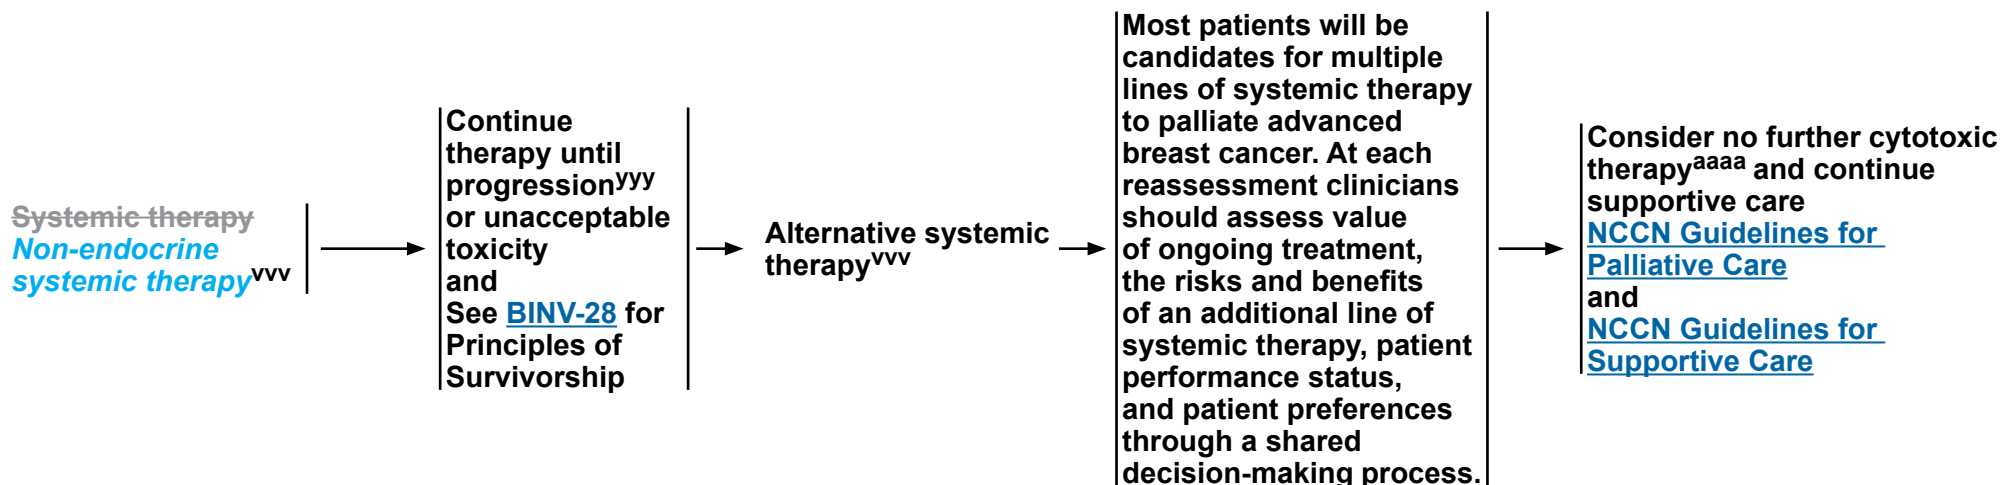 Systemic therapy
Non-endocrine
systemic therapyvvv
Continue
therapy until
progressionyyy
or unacceptable
toxicity
and
See BINV-28 for
Principles of
Survivorship
Alternative systemic
therapyvvv
Most patients will be
candidates for multiple
lines of systemic therapy
to palliate advanced
breast cancer. At each
reassessment clinicians
should assess value
of ongoing treatment,
the risks and benefits
of an additional line of
systemic therapy, patient
performance status,
and patient preferences
through a shared
decision-making process.
Consider no further cytotoxic
therapyaaaa and continue
supportive care
NCCN Guidelines for
Palliative Care
and
NCCN Guidelines for
Supportive Care